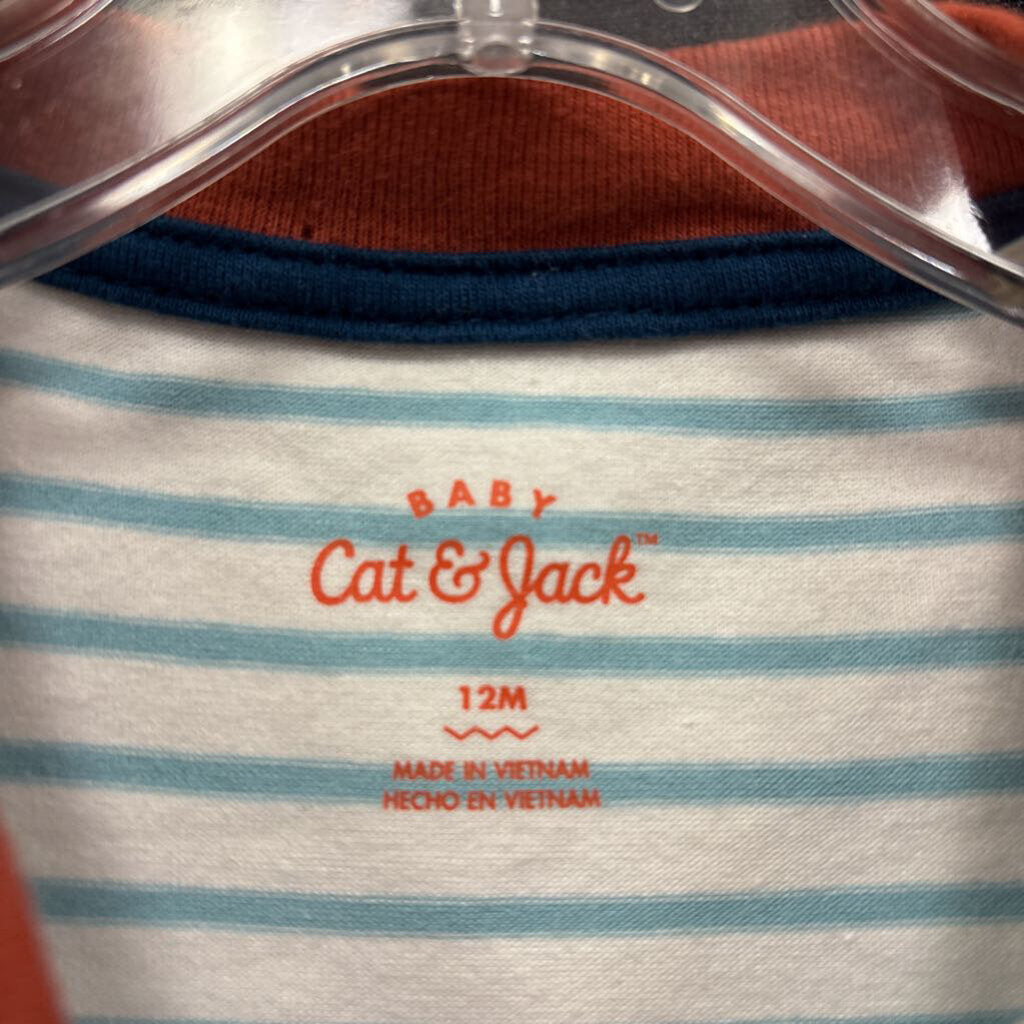 BABY
Cat & Jack™
12M
MADE IN VIETNAM
HECHO EN VIETNAM